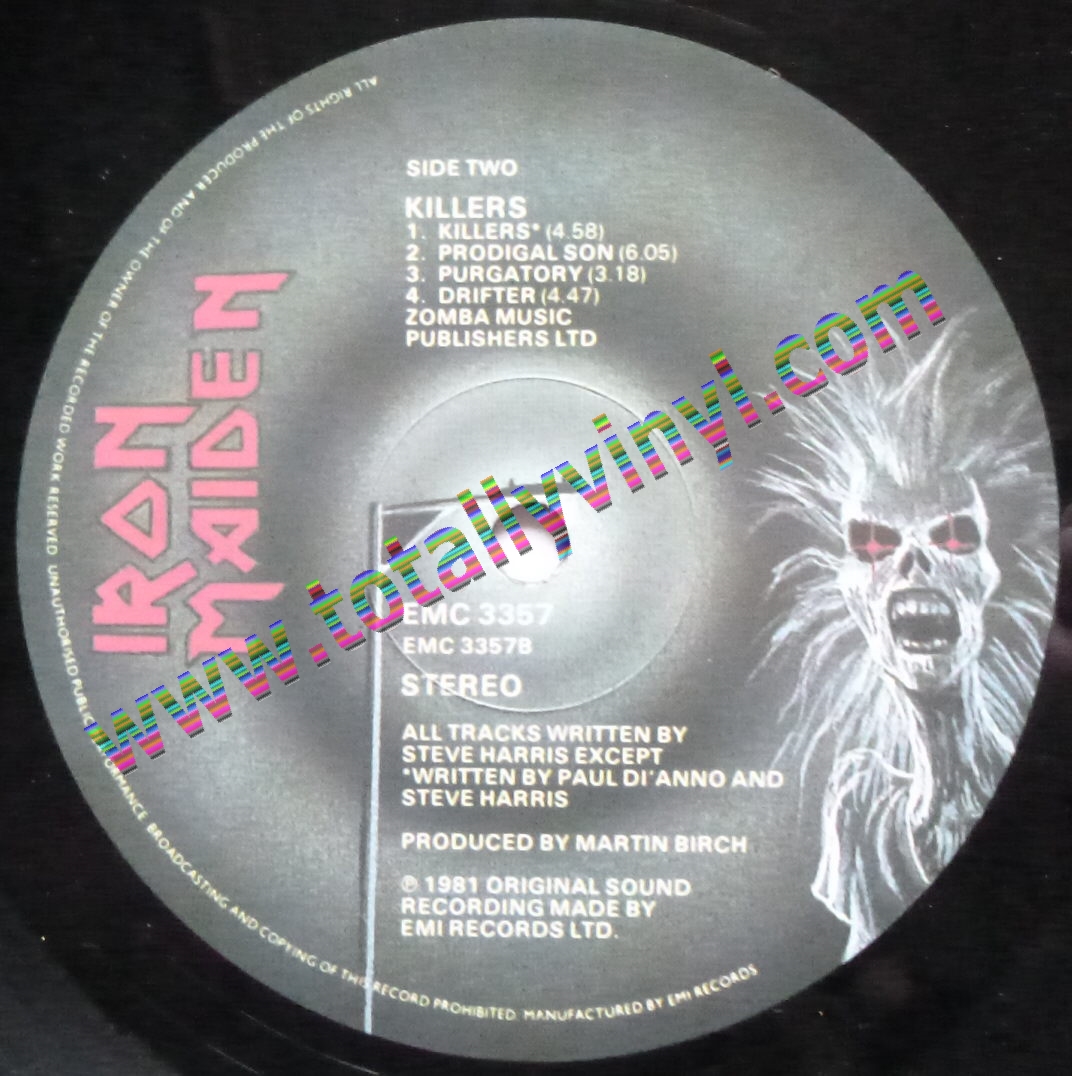 SIDE TWO
KILLERS
1. KILLERS* (4.58)
2. PRODIGAL SON (6.05)
3. PURGATORY (3.18)
4. DRIFTER (4.47)
ZOMBA MUSIC
PUBLISHERS LTD
IRON
MAIDEN
www.totallyvinyl.com
EMC 3357
EMC 3357B
STEREO
ALL TRACKS WRITTEN BY
STEVE HARRIS EXCEPT
*WRITTEN BY PAUL DI'ANNO AND
STEVE HARRIS
PRODUCED BY MARTIN BIRCH
℗ 1981 ORIGINAL SOUND
RECORDING MADE BY
EMI RECORDS LTD.
ALL RIGHTS OF THE PRODUCER AND OF THE OWNER OF THE RECORDED WORK RESERVED UNAUTHORISED BROADCASTING AND COPYING OF THIS RECORD PROHIBITED MANUFACTURED BY EMI RECORDS